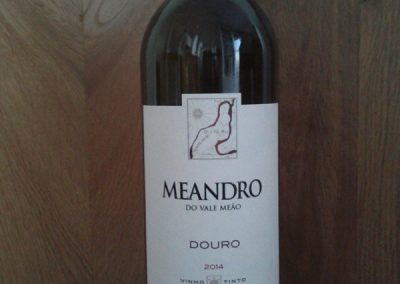 MEANDRO
DO VALE MEÃO
DOURO
2014
VINHO TINTO